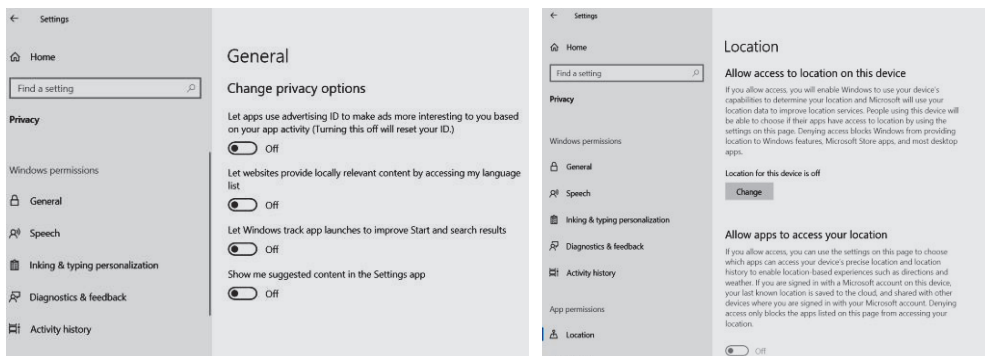 Settings
Home
Find a setting
Privacy
Windows permissions
General
Speech
Inking & typing personalization
Diagnostics & feedback
Activity history
General
Change privacy options
Let apps use advertising ID to make ads more interesting to you based
on your app activity (Turning this off will reset your ID.)
Off
Let websites provide locally relevant content by accessing my language
list
Off
Let Windows track app launches to improve Start and search results
Off
Show me suggested content in the Settings app
Off
Settings
Home
Find a setting
Privacy
Windows permissions
General
Speech
Inking & typing personalization
Diagnostics & feedback
Activity history
App permissions
Location
Location
Allow access to location on this device
If you allow access, you will enable Windows to use your device's
capabilities to determine your location and Microsoft will use your
location data to improve location services. People using this device will
be able to choose if their apps have access to location by using the
settings on this page. Denying access blocks Windows from providing
location to Windows features, Microsoft Store apps, and most desktop
apps.
Location for this device is off
Change
Allow apps to access your location
If you allow access, you can use the settings on this page to choose
which apps can access your device's precise location and location
history to enable location-based experiences such as directions and
weather. If you are signed in with a Microsoft account on this device,
your last known location is saved to the cloud, and shared with other
devices where you are signed in with your Microsoft account. Denying
access only blocks the apps listed on this page from accessing your
location.
Off